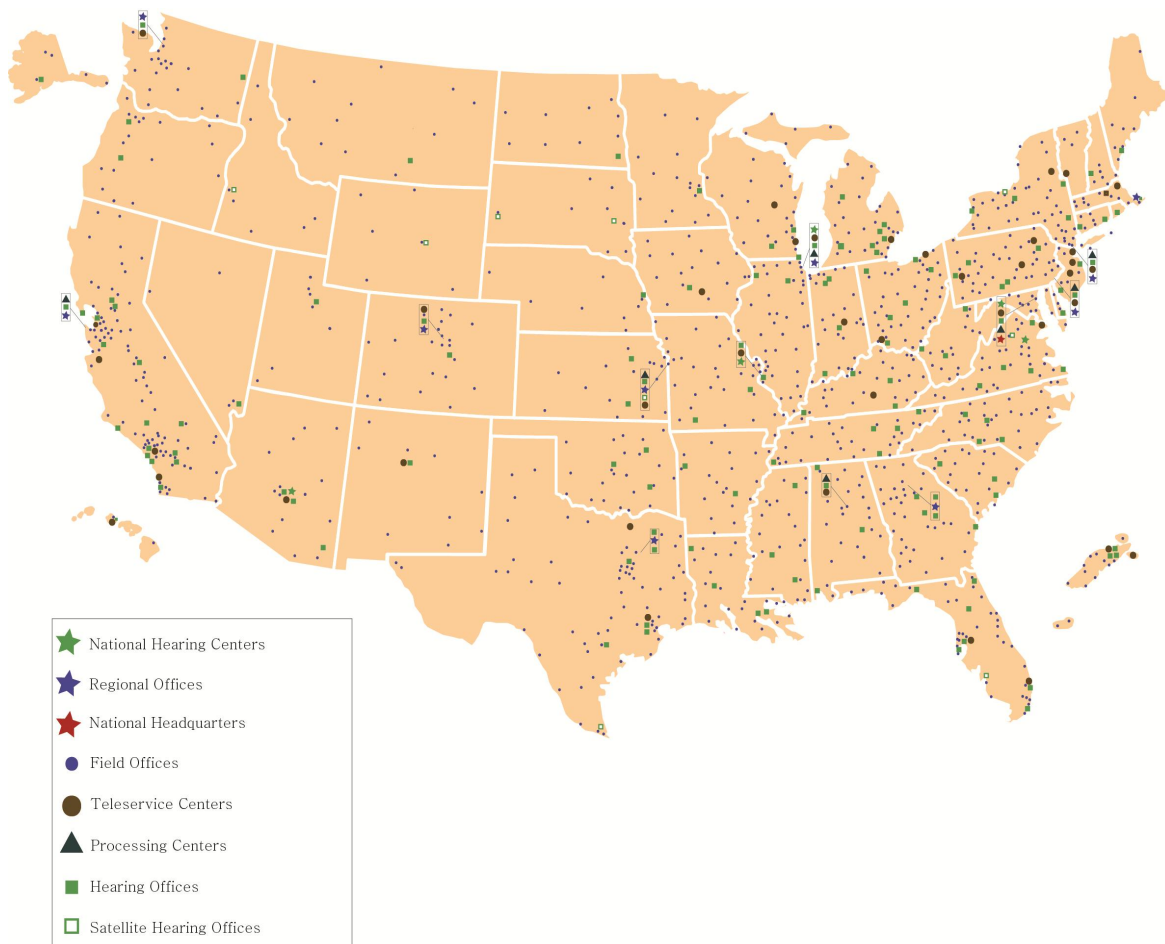 National Hearing Centers
Regional Offices
National Headquarters
Field Offices
Teleservice Centers
Processing Centers
Hearing Offices
Satellite Hearing Offices